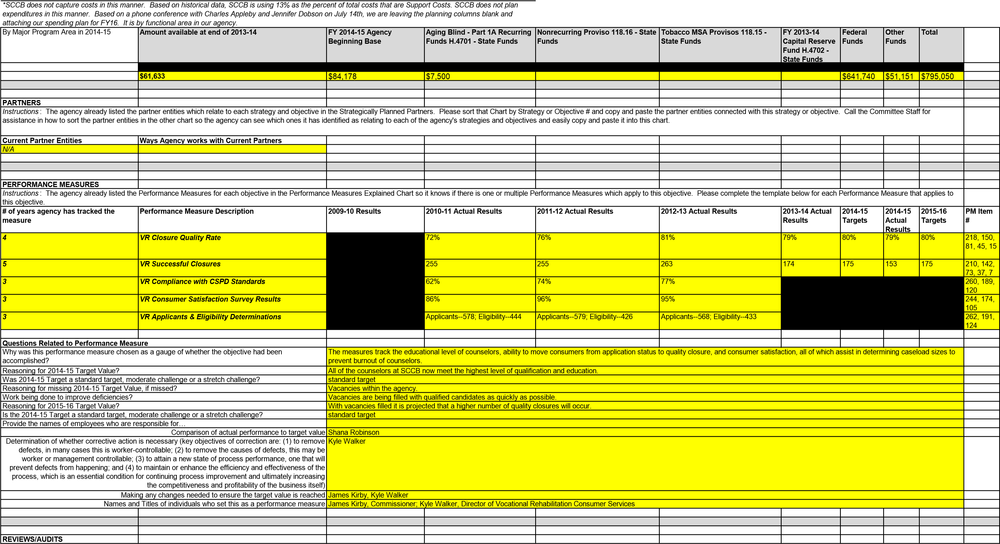 *SCCB does not capture costs in this manner.  Based on historical data, SCCB is using 13% as the percent of total costs that are Support Costs. SCCB does not plan
expenditures in this manner.  Based on a phone conference with Charles Appleby and Jennifer Dobson on July 14th, we are leaving the planning columns blank and
attaching our spending plan for FY16.  It is by functional area in our agency.
By Major Program Area in 2014-15 Amount available at end of 2013-14 FY 2014-15 Agency Aging Blind - Part 1A Recurring Nonrecurring Proviso 118.16 - State Tobacco MSA Provisos 118.15 - FY 2013-14 Federal Other Total
Beginning Base Funds H.4701 - State Funds Funds State Funds Capital Reserve Funds Funds
Fund H.4702 -
State Funds
$61,633 $84,178 $7,500 $641,740 $51,151 $795,050
PARTNERS
Instructions :  The agency already listed the partner entities which relate to each strategy and objective in the Strategically Planned Partners.  Please sort that Chart by Strategy or Objective # and copy and paste the partner entities connected with this strategy or objective.  Call the Committee Staff for
assistance in how to sort the partner entities in the other chart so the agency can see which ones it has identified as relating to each of the agency's strategies and objectives and easily copy and paste it into this chart.
Current Partner Entities Ways Agency works with Current Partners
N/A
PERFORMANCE MEASURES
Instructions :  The agency already listed the Performance Measures for each objective in the Performance Measures Explained Chart so it knows if there is one or multiple Performance Measures which apply to this objective.  Please complete the template below for each Performance Measure that applies to
this objective.
# of years agency has tracked the Performance Measure Description 2009-10 Results 2010-11 Actual Results 2011-12 Actual Results 2012-13 Actual Results 2013-14 Actual 2014-15 2014-15 2015-16 PM Item
measure Results Targets Actual Targets #
Results
4 VR Closure Quality Rate 72% 76% 81% 79% 80% 79% 80% 218, 150,
81, 45, 15
5 VR Successful Closures 255 255 263 174 175 153 175 210, 142,
73, 37, 7
3 VR Compliance with CSPD Standards 62% 74% 77% 260, 189,
120
3 VR Consumer Satisfaction Survey Results 86% 96% 95% 244, 174,
105
3 VR Applicants & Eligibility Determinations Applicants--578; Eligibility--444 Applicants--579; Eligibility--426 Applicants--568; Eligibility--433 262, 191,
124
Questions Related to Performance Measure
Why was this performance measure chosen as a gauge of whether the objective had been The measures track the educational level of counselors, ability to move consumers from application status to quality closure, and consumer satisfaction, all of which assist in determining caseload sizes to
accomplished? prevent burnout of counselors.
Reasoning for 2014-15 Target Value? All of the counselors at SCCB now meet the highest level of qualification and education.
Was 2014-15 Target a standard target, moderate challenge or a stretch challenge? standard target
Reasoning for missing 2014-15 Target Value, if missed? Vacancies within the agency.
Work being done to improve deficiencies? Vacancies are being filled with qualified candidates as quickly as possible.
Reasoning for 2015-16 Target Value? With vacancies filled it is projected that a higher number of quality closures will occur.
Is the 2014-15 Target a standard target, moderate challenge or a stretch challenge? standard target
Provide the names of employees who are responsible for…
Comparison of actual performance to target value Shana Robinson
Determination of whether corrective action is necessary (key objectives of correction are: (1) to remove Kyle Walker
defects, in many cases this is worker-controllable; (2) to remove the causes of defects, this may be
worker or management controllable; (3) to attain a new state of process performance, one that will
prevent defects from happening; and (4) to maintain or enhance the efficiency and effectiveness of the
process, which is an essential condition for continuing process improvement and ultimately increasing
the competitiveness and profitability of the business itself)
Making any changes needed to ensure the target value is reached James Kirby, Kyle Walker
Names and Titles of individuals who set this as a performance measure James Kirby, Commissioner; Kyle Walker, Director of Vocational Rehabilitation Consumer Services
REVIEWS/AUDITS